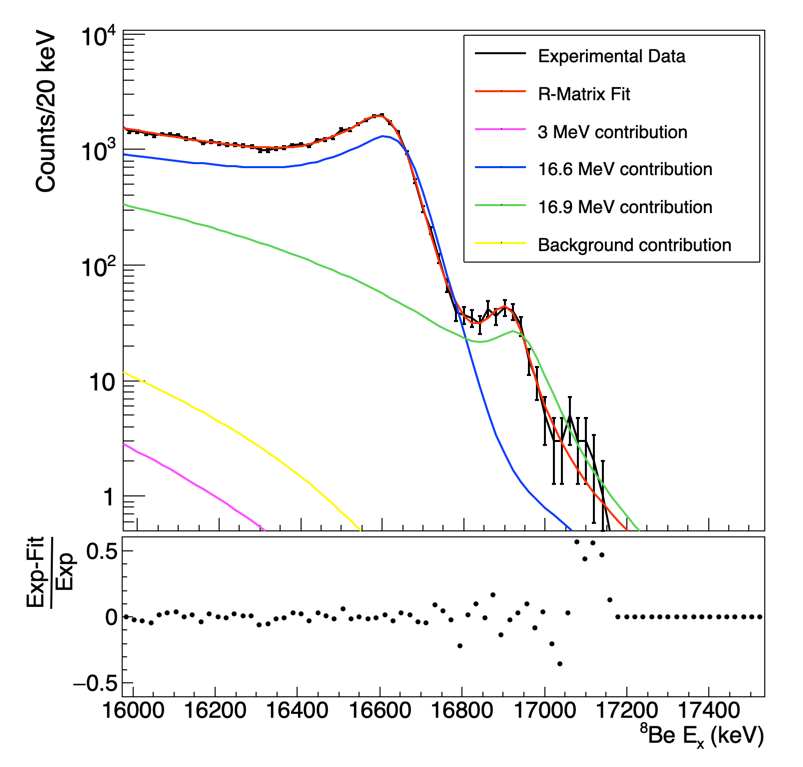 Counts/20 keV
10⁴
10³
10²
10
1
Experimental Data
R-Matrix Fit
3 MeV contribution
16.6 MeV contribution
16.9 MeV contribution
Background contribution
Exp-Fit
Exp
0.5
0
−0.5
16000 16200 16400 16600 16800 17000 17200 17400
⁸Be Eₓ (keV)